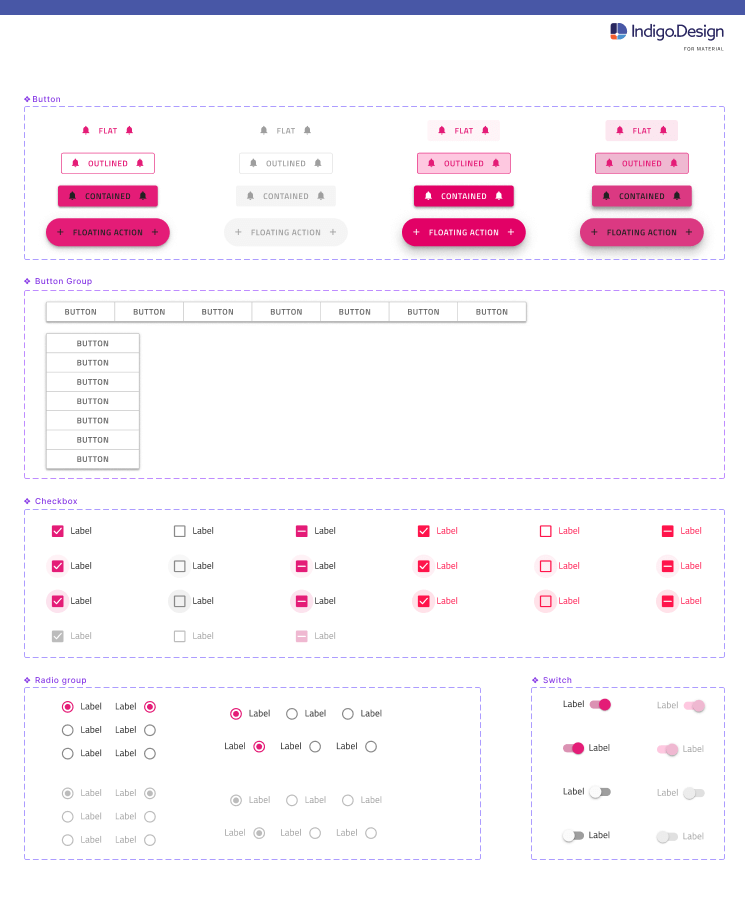 Indigo.Design
FOR MATERIAL
Button
FLAT FLAT FLAT FLAT
OUTLINED OUTLINED OUTLINED OUTLINED
CONTAINED CONTAINED CONTAINED CONTAINED
+ FLOATING ACTION + + FLOATING ACTION + + FLOATING ACTION + + FLOATING ACTION +
Button Group
BUTTON BUTTON BUTTON BUTTON BUTTON BUTTON BUTTON
BUTTON
BUTTON
BUTTON
BUTTON
BUTTON
BUTTON
BUTTON
Checkbox
Label Label Label Label Label Label
Label Label Label Label Label Label
Label Label Label Label Label Label
Label Label Label
Radio group
Label Label
Label Label
Label Label
Label Label
Label Label
Label Label
Label Label Label
Label Label Label
Label Label Label
Label Label Label
Switch
Label Label
Label Label
Label Label
Label Label